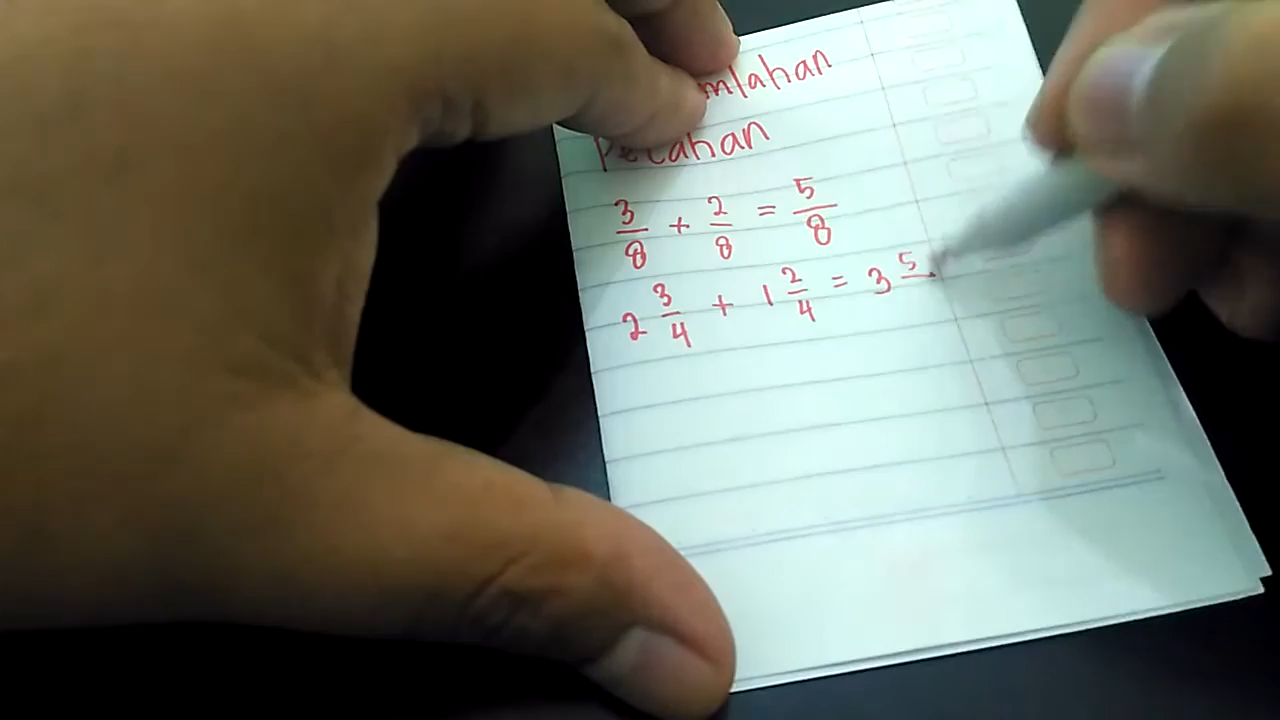 mlahan
Pecahan
3/8 + 2/8 = 5/8
2 3/4 + 1 2/4 = 3 5/